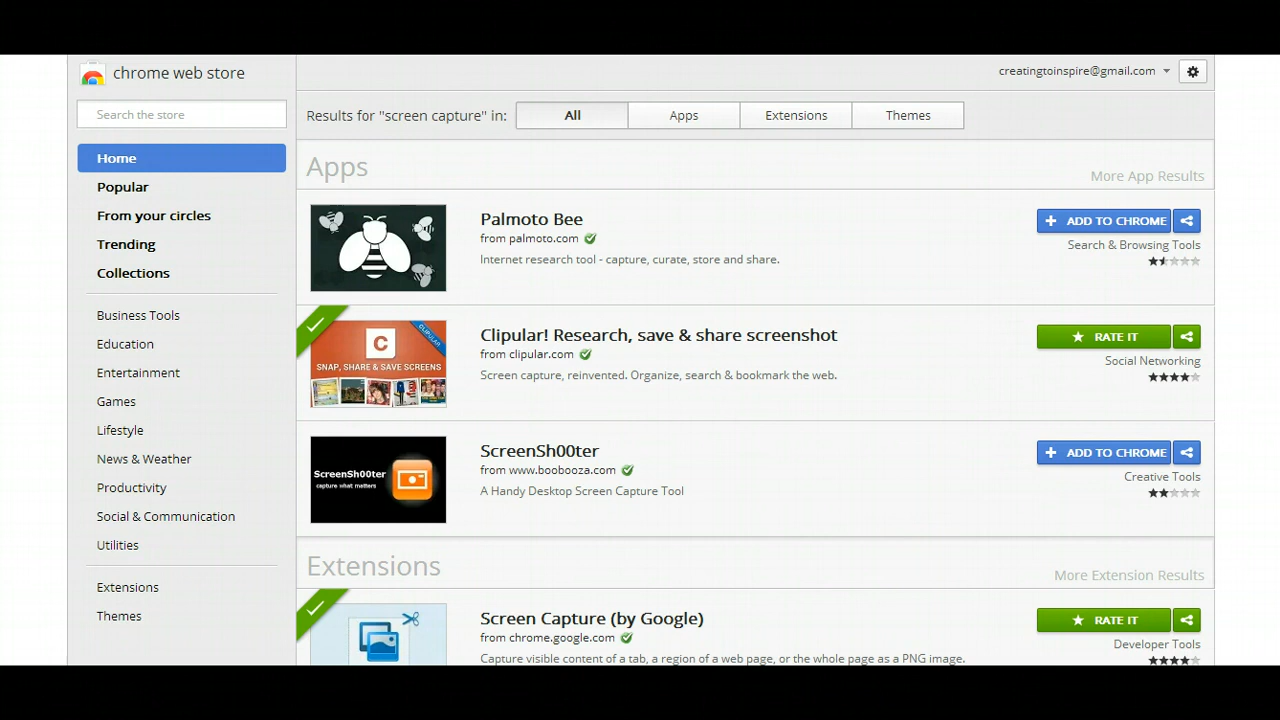 chrome web store
creatingtoinspire@gmail.com
Search the store
Results for "screen capture" in:
All
Apps
Extensions
Themes
Home
Popular
From your circles
Trending
Collections
Business Tools
Education
Entertainment
Games
Lifestyle
News & Weather
Productivity
Social & Communication
Utilities
Extensions
Themes
Apps
More App Results
Palmoto Bee
from palmoto.com
Internet research tool - capture, curate, store and share.
ADD TO CHROME
Search & Browsing Tools
C
CLIPULAR
SNAP, SHARE & SAVE SCREENS
Clipular! Research, save & share screenshot
from clipular.com
Screen capture, reinvented. Organize, search & bookmark the web.
RATE IT
Social Networking
ScreenSh00ter
capture what matters
ScreenSh00ter
from www.boobooza.com
A Handy Desktop Screen Capture Tool
ADD TO CHROME
Creative Tools
Extensions
More Extension Results
Screen Capture (by Google)
from chrome.google.com
Capture visible content of a tab, a region of a web page, or the whole page as a PNG image.
RATE IT
Developer Tools